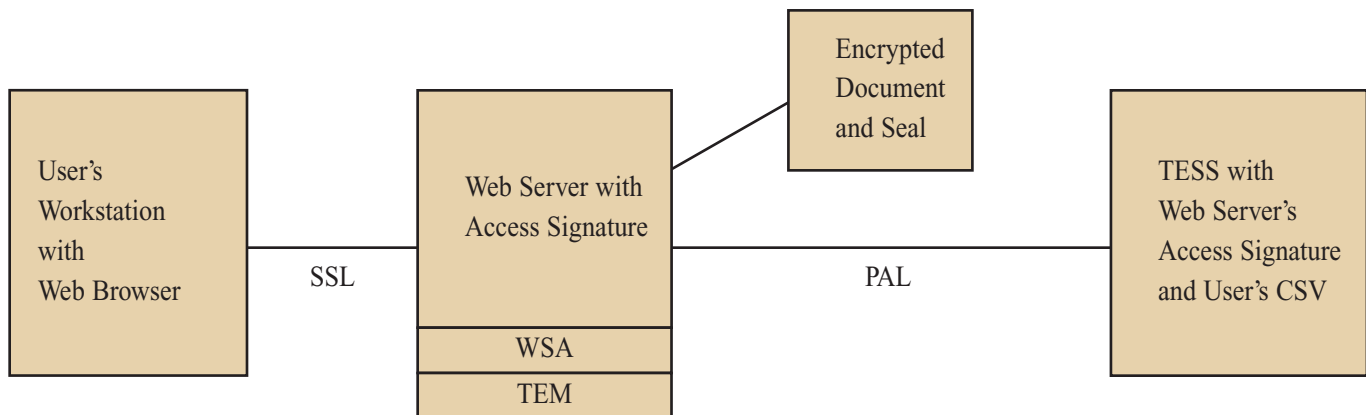 User’s
Workstation
with
Web Browser
SSL
Web Server with
Access Signature
WSA
TEM
Encrypted
Document
and Seal
PAL
TESS with
Web Server’s
Access Signature
and User’s CSV